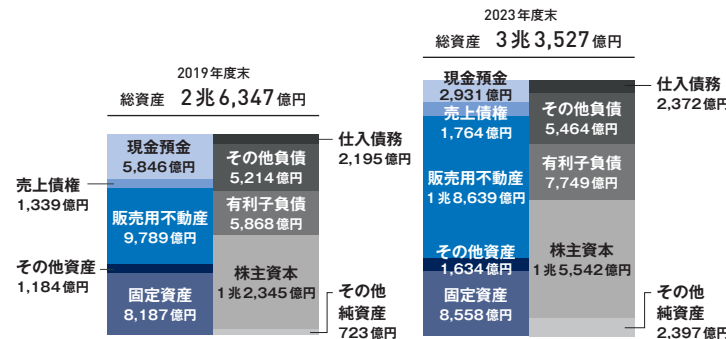 2019年度末
総資産 2兆6,347億円
現金預金
5,846億円
売上債権
1,339億円
販売用不動産
9,789億円
その他資産
1,184億円
固定資産
8,187億円
仕入債務
2,195億円
その他負債
5,214億円
有利子負債
5,868億円
株主資本
1兆2,345億円
その他
純資産
723億円
2023年度末
総資産 3兆3,527億円
現金預金
2,931億円
売上債権
1,764億円
販売用不動産
1兆8,639億円
その他資産
1,634億円
固定資産
8,558億円
仕入債務
2,372億円
その他負債
5,464億円
有利子負債
7,749億円
株主資本
1兆5,542億円
その他
純資産
2,397億円